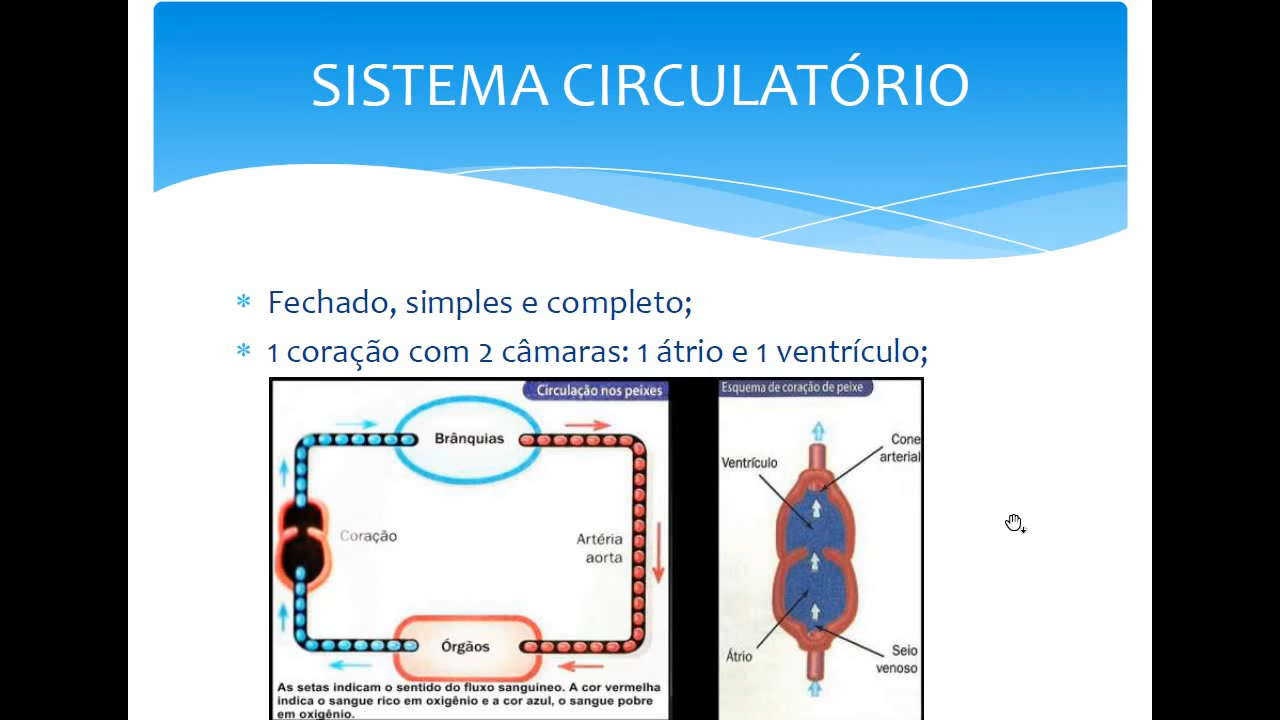 SISTEMA CIRCULATÓRIO
* Fechado, simples e completo;
* 1 coração com 2 câmaras: 1 átrio e 1 ventrículo;
Circulação nos peixes
Brânquias
Coração
Artéria
aorta
Órgãos
As setas indicam o sentido do fluxo sanguíneo. A cor vermelha
indica o sangue rico em oxigênio e a cor azul, o sangue pobre
em oxigênio.
Esquema de coração de peixe
Cone
arterial
Ventrículo
Átrio
Seio
venoso